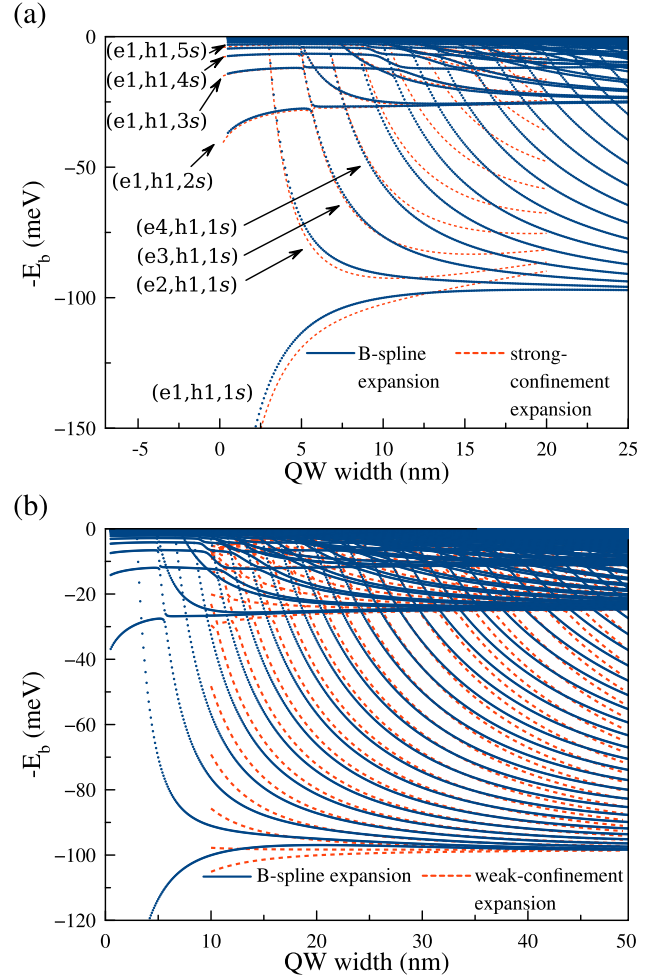 (a)
0
−50
−100
−150
-E_b (meV)
(e1,h1,5s)
(e1,h1,4s)
(e1,h1,3s)
(e1,h1,2s)
(e4,h1,1s)
(e3,h1,1s)
(e2,h1,1s)
(e1,h1,1s)
B-spline
expansion
strong-
confinement
expansion
−5 0 5 10 15 20 25
QW width (nm)
(b)
0
−20
−40
−60
−80
−100
−120
-E_b (meV)
B-spline expansion
weak-confinement
expansion
0 10 20 30 40 50
QW width (nm)